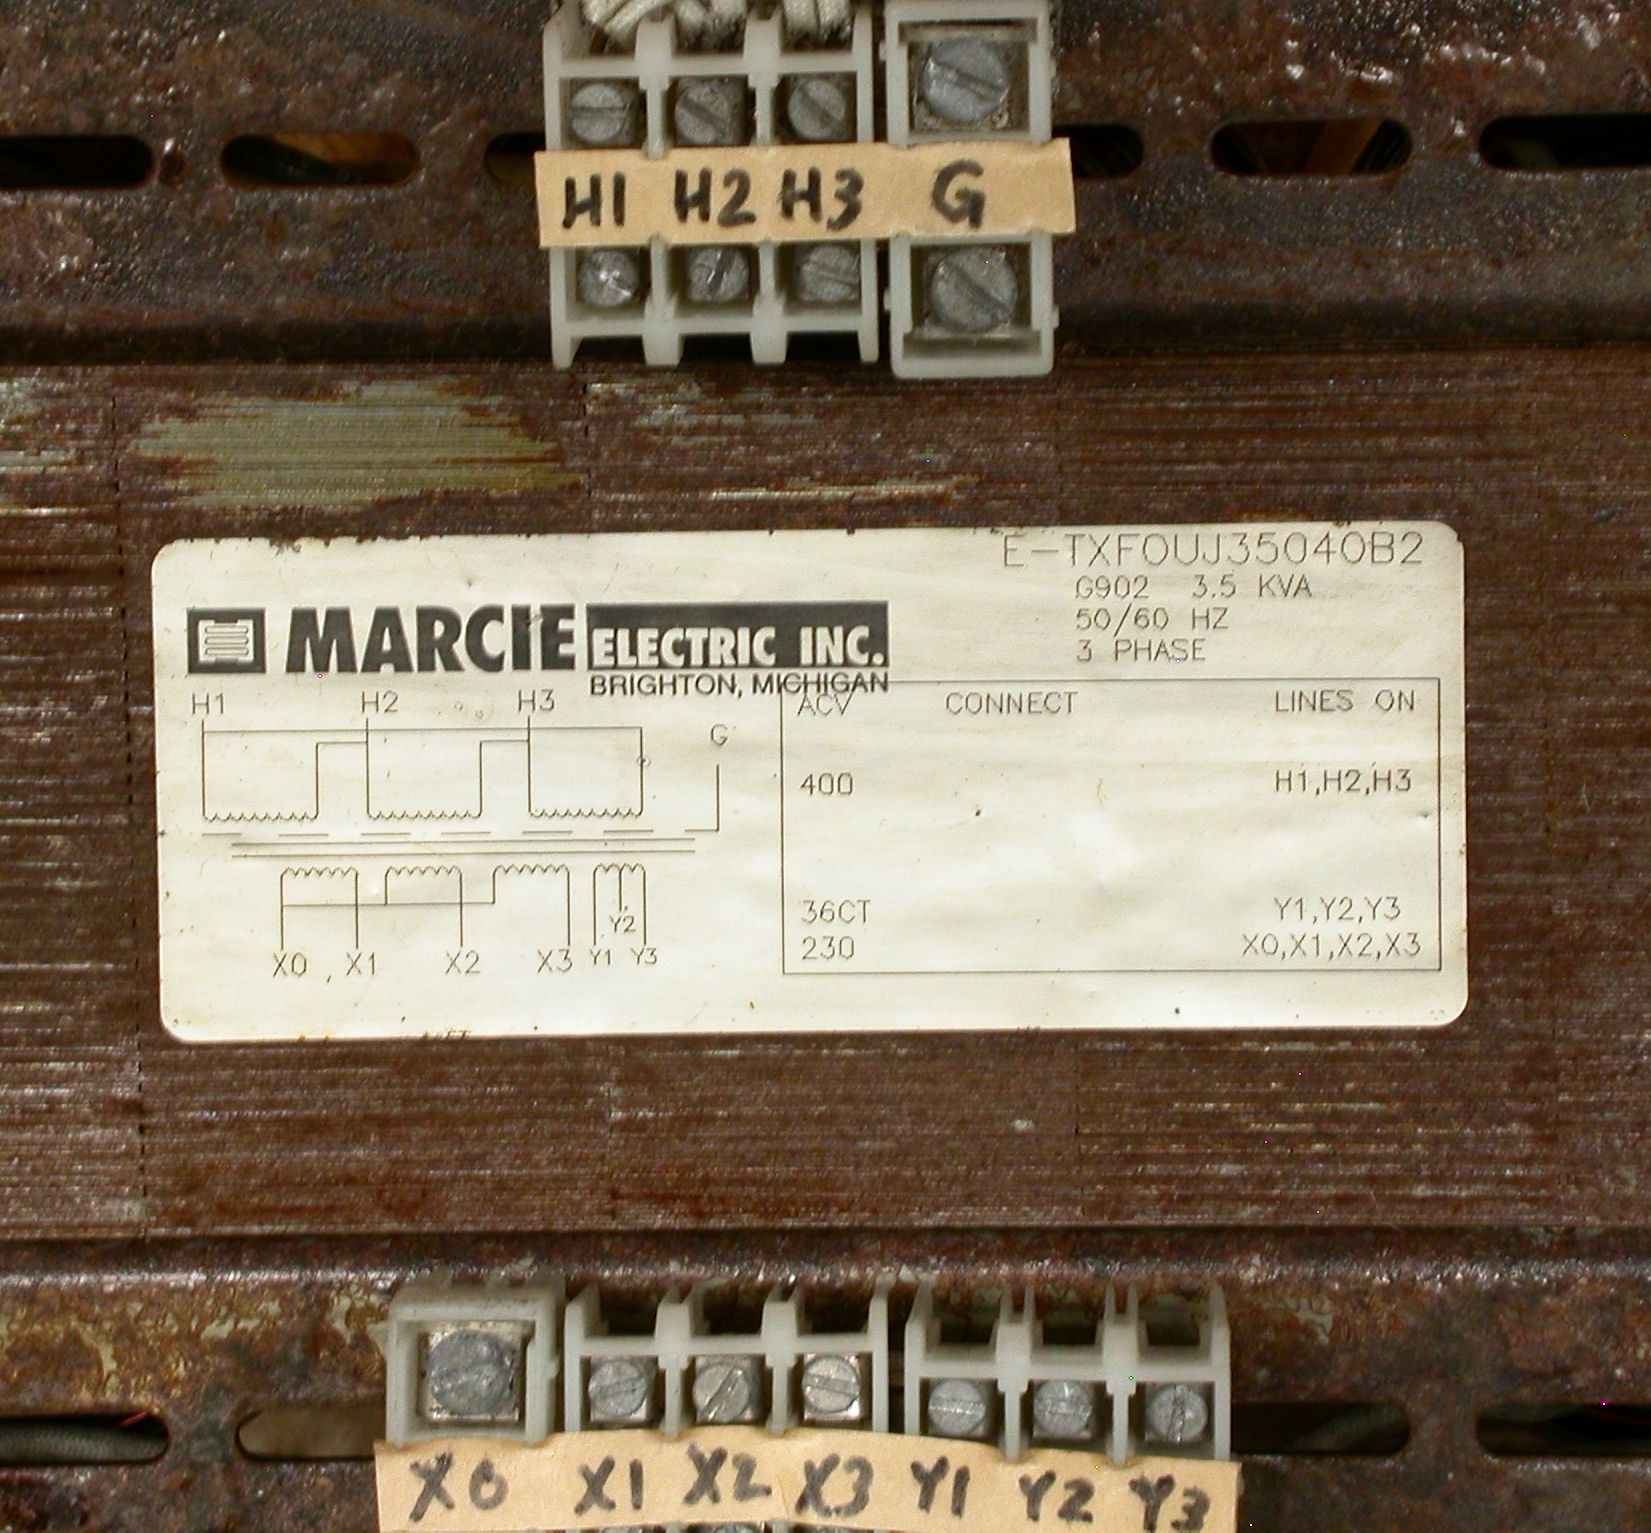 H1 H2 H3 G
E-TXFOUJ35040B2
G902 3.5 KVA
50/60 HZ
3 PHASE
MARCIE ELECTRIC INC.
BRIGHTON, MICHIGAN
H1 H2 H3 G
ACV CONNECT LINES ON
400 H1,H2,H3
36CT Y1,Y2,Y3
230 X0,X1,X2,X3
Y2
X0 X1 X2 X3 Y1 Y3
X0 X1 X2 X3 Y1 Y2 Y3